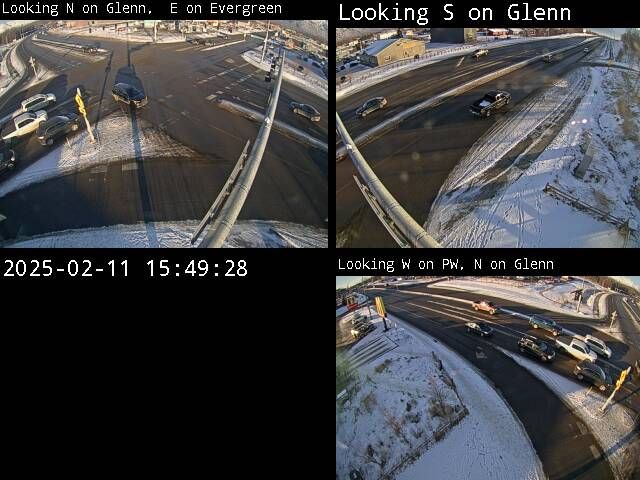 Looking N on Glenn,  E on Evergreen
Looking S on Glenn
2025-02-11 15:49:28
Looking W on PW, N on Glenn